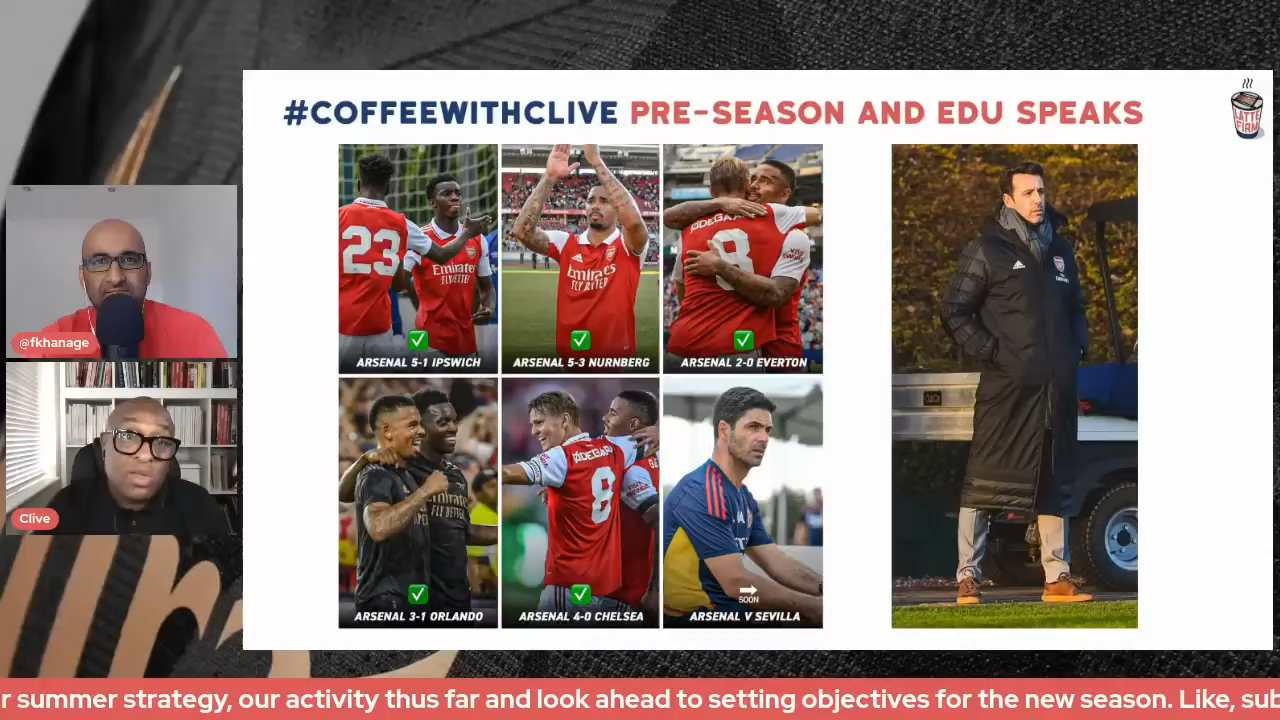 #COFFEEWITHCLIVE PRE-SEASON AND EDU SPEAKS
LATTE
FIRM
23
Emirates
FLY BETTER
ARSENAL 5-1 IPSWICH
Emirates
FLY BETTER
ARSENAL 5-3 NURNBERG
ØDEGAARD
8
ARSENAL 2-0 EVERTON
ARSENAL 3-1 ORLANDO
8
ARSENAL 4-0 CHELSEA
SOON
ARSENAL V SEVILLA
@fkhanage
Clive
r summer strategy, our activity thus far and look ahead to setting objectives for the new season. Like, sub